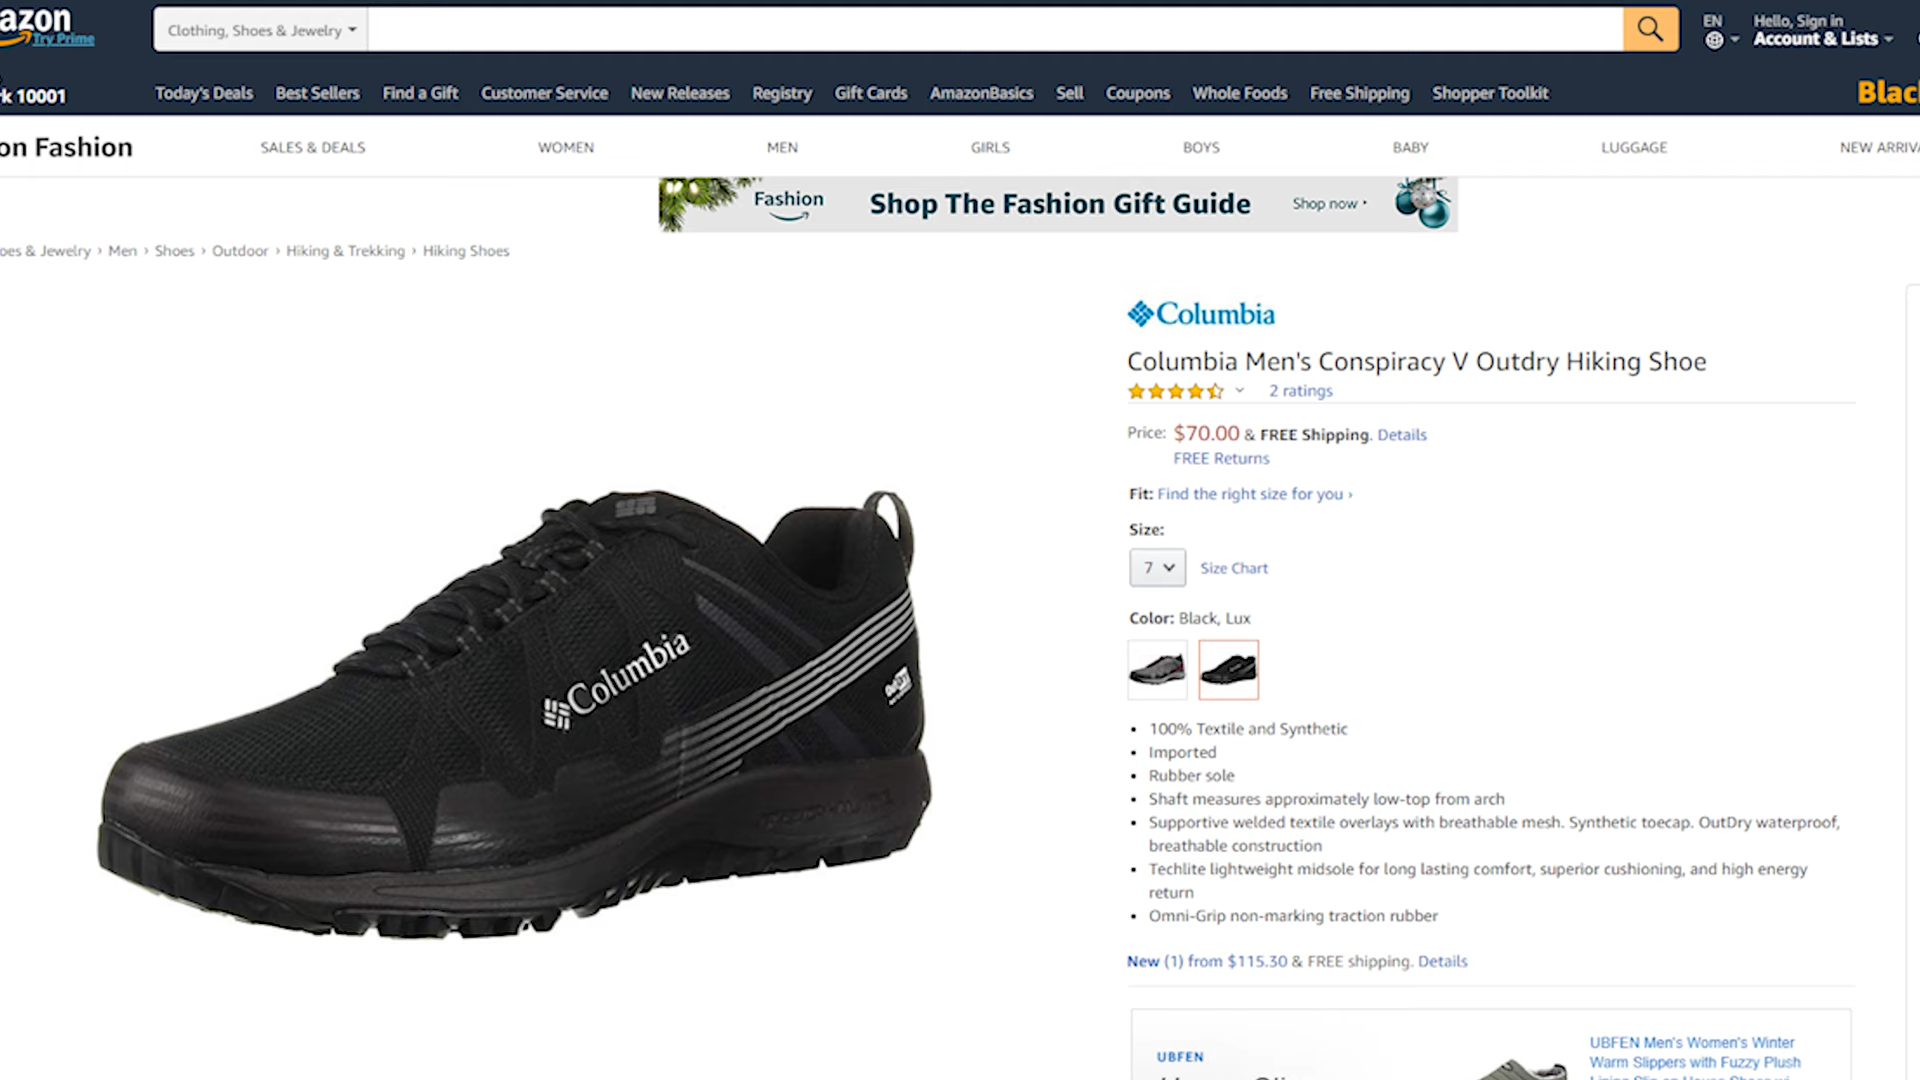 azon
Try Prime
Clothing, Shoes & Jewelry
EN
Hello, Sign in
Account & Lists
rk 10001
Today's Deals
Best Sellers
Find a Gift
Customer Service
New Releases
Registry
Gift Cards
AmazonBasics
Sell
Coupons
Whole Foods
Free Shipping
Shopper Toolkit
Blac
on Fashion
SALES & DEALS
WOMEN
MEN
GIRLS
BOYS
BABY
LUGGAGE
NEW ARRIVA
Fashion
Shop The Fashion Gift Guide
Shop now
oes & Jewelry › Men › Shoes › Outdoor › Hiking & Trekking › Hiking Shoes
Columbia
Columbia Men's Conspiracy V Outdry Hiking Shoe
2 ratings
Price: $70.00 & FREE Shipping. Details
FREE Returns
Fit: Find the right size for you ›
Size:
7
Size Chart
Color: Black, Lux
• 100% Textile and Synthetic
• Imported
• Rubber sole
• Shaft measures approximately low-top from arch
• Supportive welded textile overlays with breathable mesh. Synthetic toecap. OutDry waterproof,
breathable construction
• Techlite lightweight midsole for long lasting comfort, superior cushioning, and high energy
return
• Omni-Grip non-marking traction rubber
New (1) from $115.30 & FREE shipping. Details
UBFEN
UBFEN Men's Women's Winter
Warm Slippers with Fuzzy Plush
Columbia
OutDry